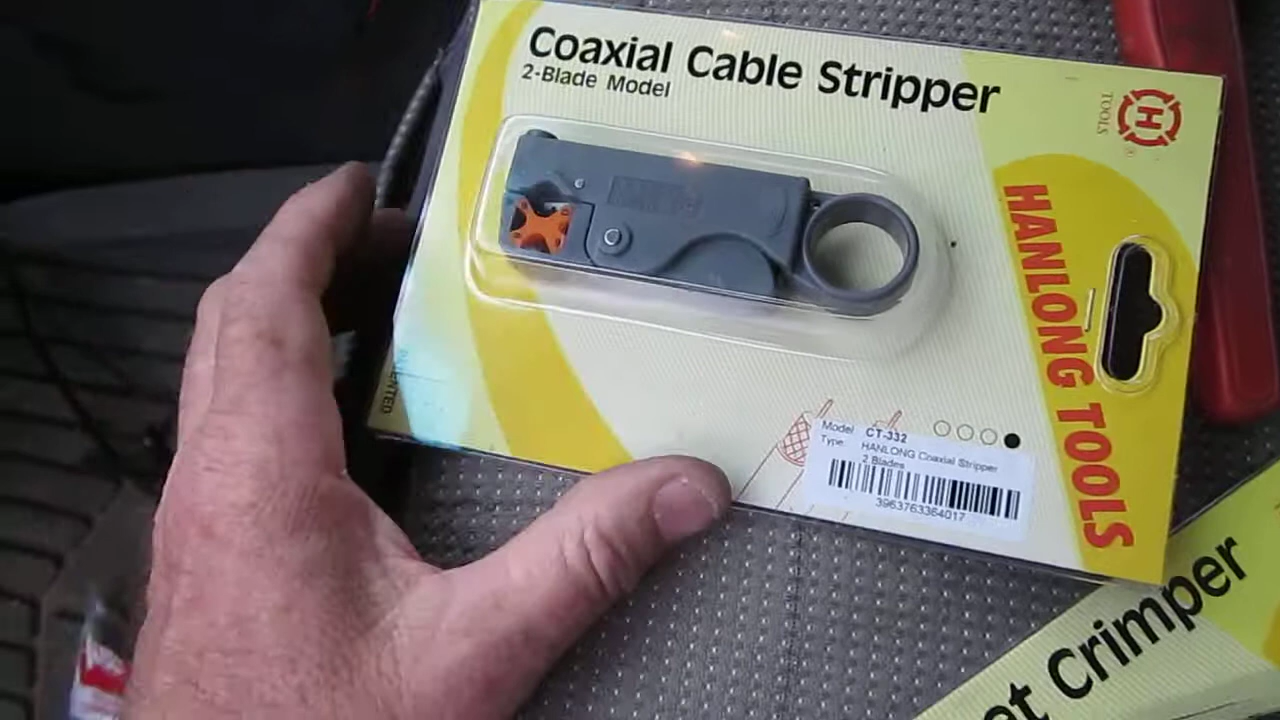 Coaxial Cable Stripper
2-Blade Model
H
TOOLS
HANLONG TOOLS
Model CT-332
Type HANLONG Coaxial Stripper
2 Blades
3963763364017
et Crimper